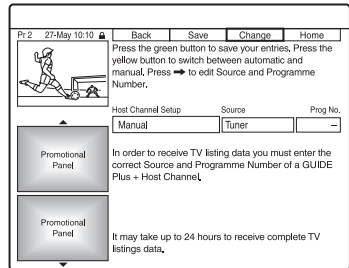 Pr 2 27-May 10:10 Back Save Change Home
Press the green button to save your entries. Press the
yellow button to switch between automatic and
manual. Press ➡ to edit Source and Programme
Number.
Host Channel Setup Source Prog No.
Manual Tuner –
Promotional
Panel
In order to receive TV listing data you must enter the
correct Source and Programme Number of a GUIDE
Plus + Host Channel.
Promotional
Panel
It may take up to 24 hours to receive complete TV
listings data.